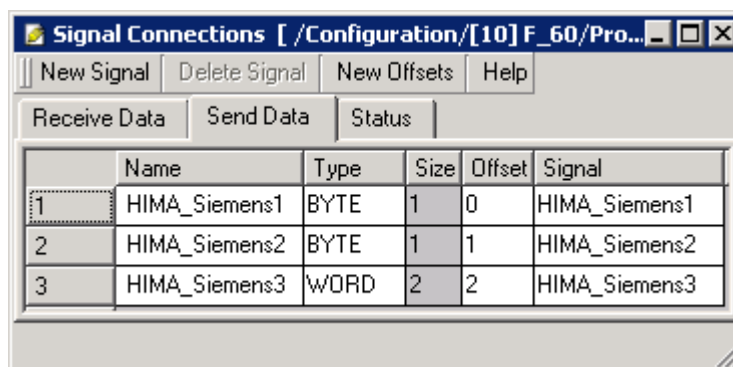 Signal Connections [ /Configuration/[10] F_60/Pro...
New Signal Delete Signal New Offsets Help
Receive Data Send Data Status
Name Type Size Offset Signal
1 HIMA_Siemens1 BYTE 1 0 HIMA_Siemens1
2 HIMA_Siemens2 BYTE 1 1 HIMA_Siemens2
3 HIMA_Siemens3 WORD 2 2 HIMA_Siemens3